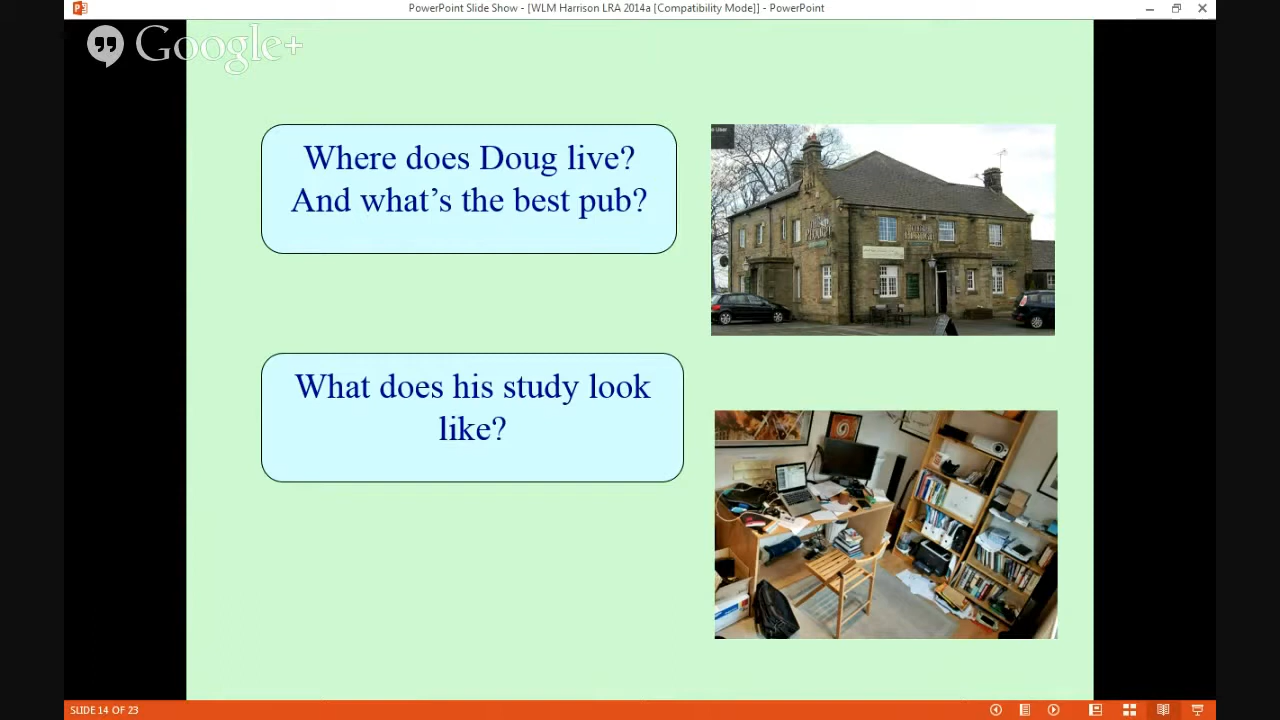 PowerPoint Slide Show - [WLM Harrison LRA 2014a [Compatibility Mode]] - PowerPoint
Google+
Where does Doug live?
And what's the best pub?
What does his study look
like?
SLIDE 14 OF 23